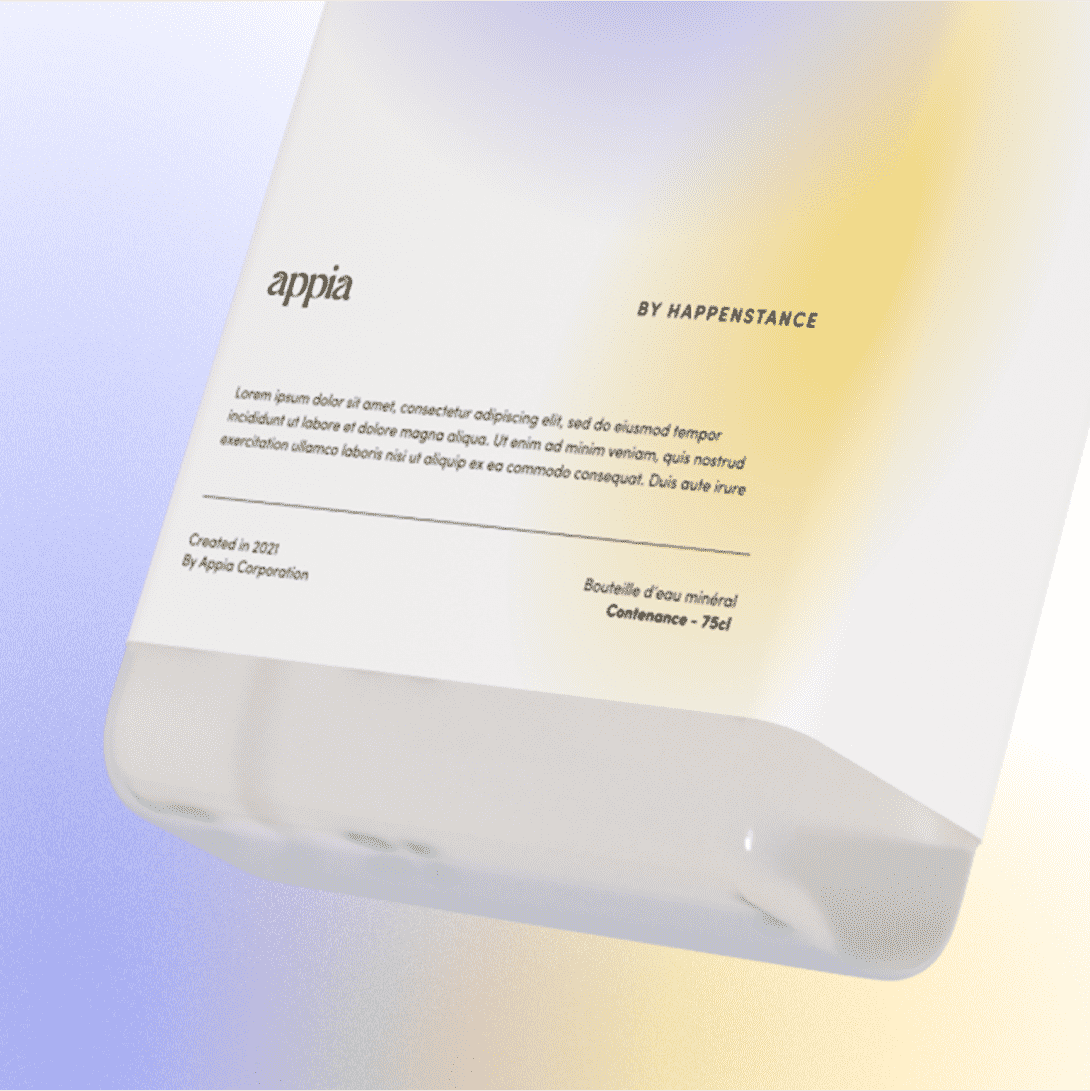 appia
BY HAPPENSTANCE
Lorem ipsum dolor sit amet, consectetur adipiscing elit, sed do eiusmod tempor
incididunt ut labore et dolore magna aliqua. Ut enim ad minim veniam, quis nostrud
exercitation ullamco laboris nisi ut aliquip ex ea commodo consequat. Duis aute irure
Created in 2021
By Appia Corporation
Bouteille d'eau minéral
Contenance - 75cl